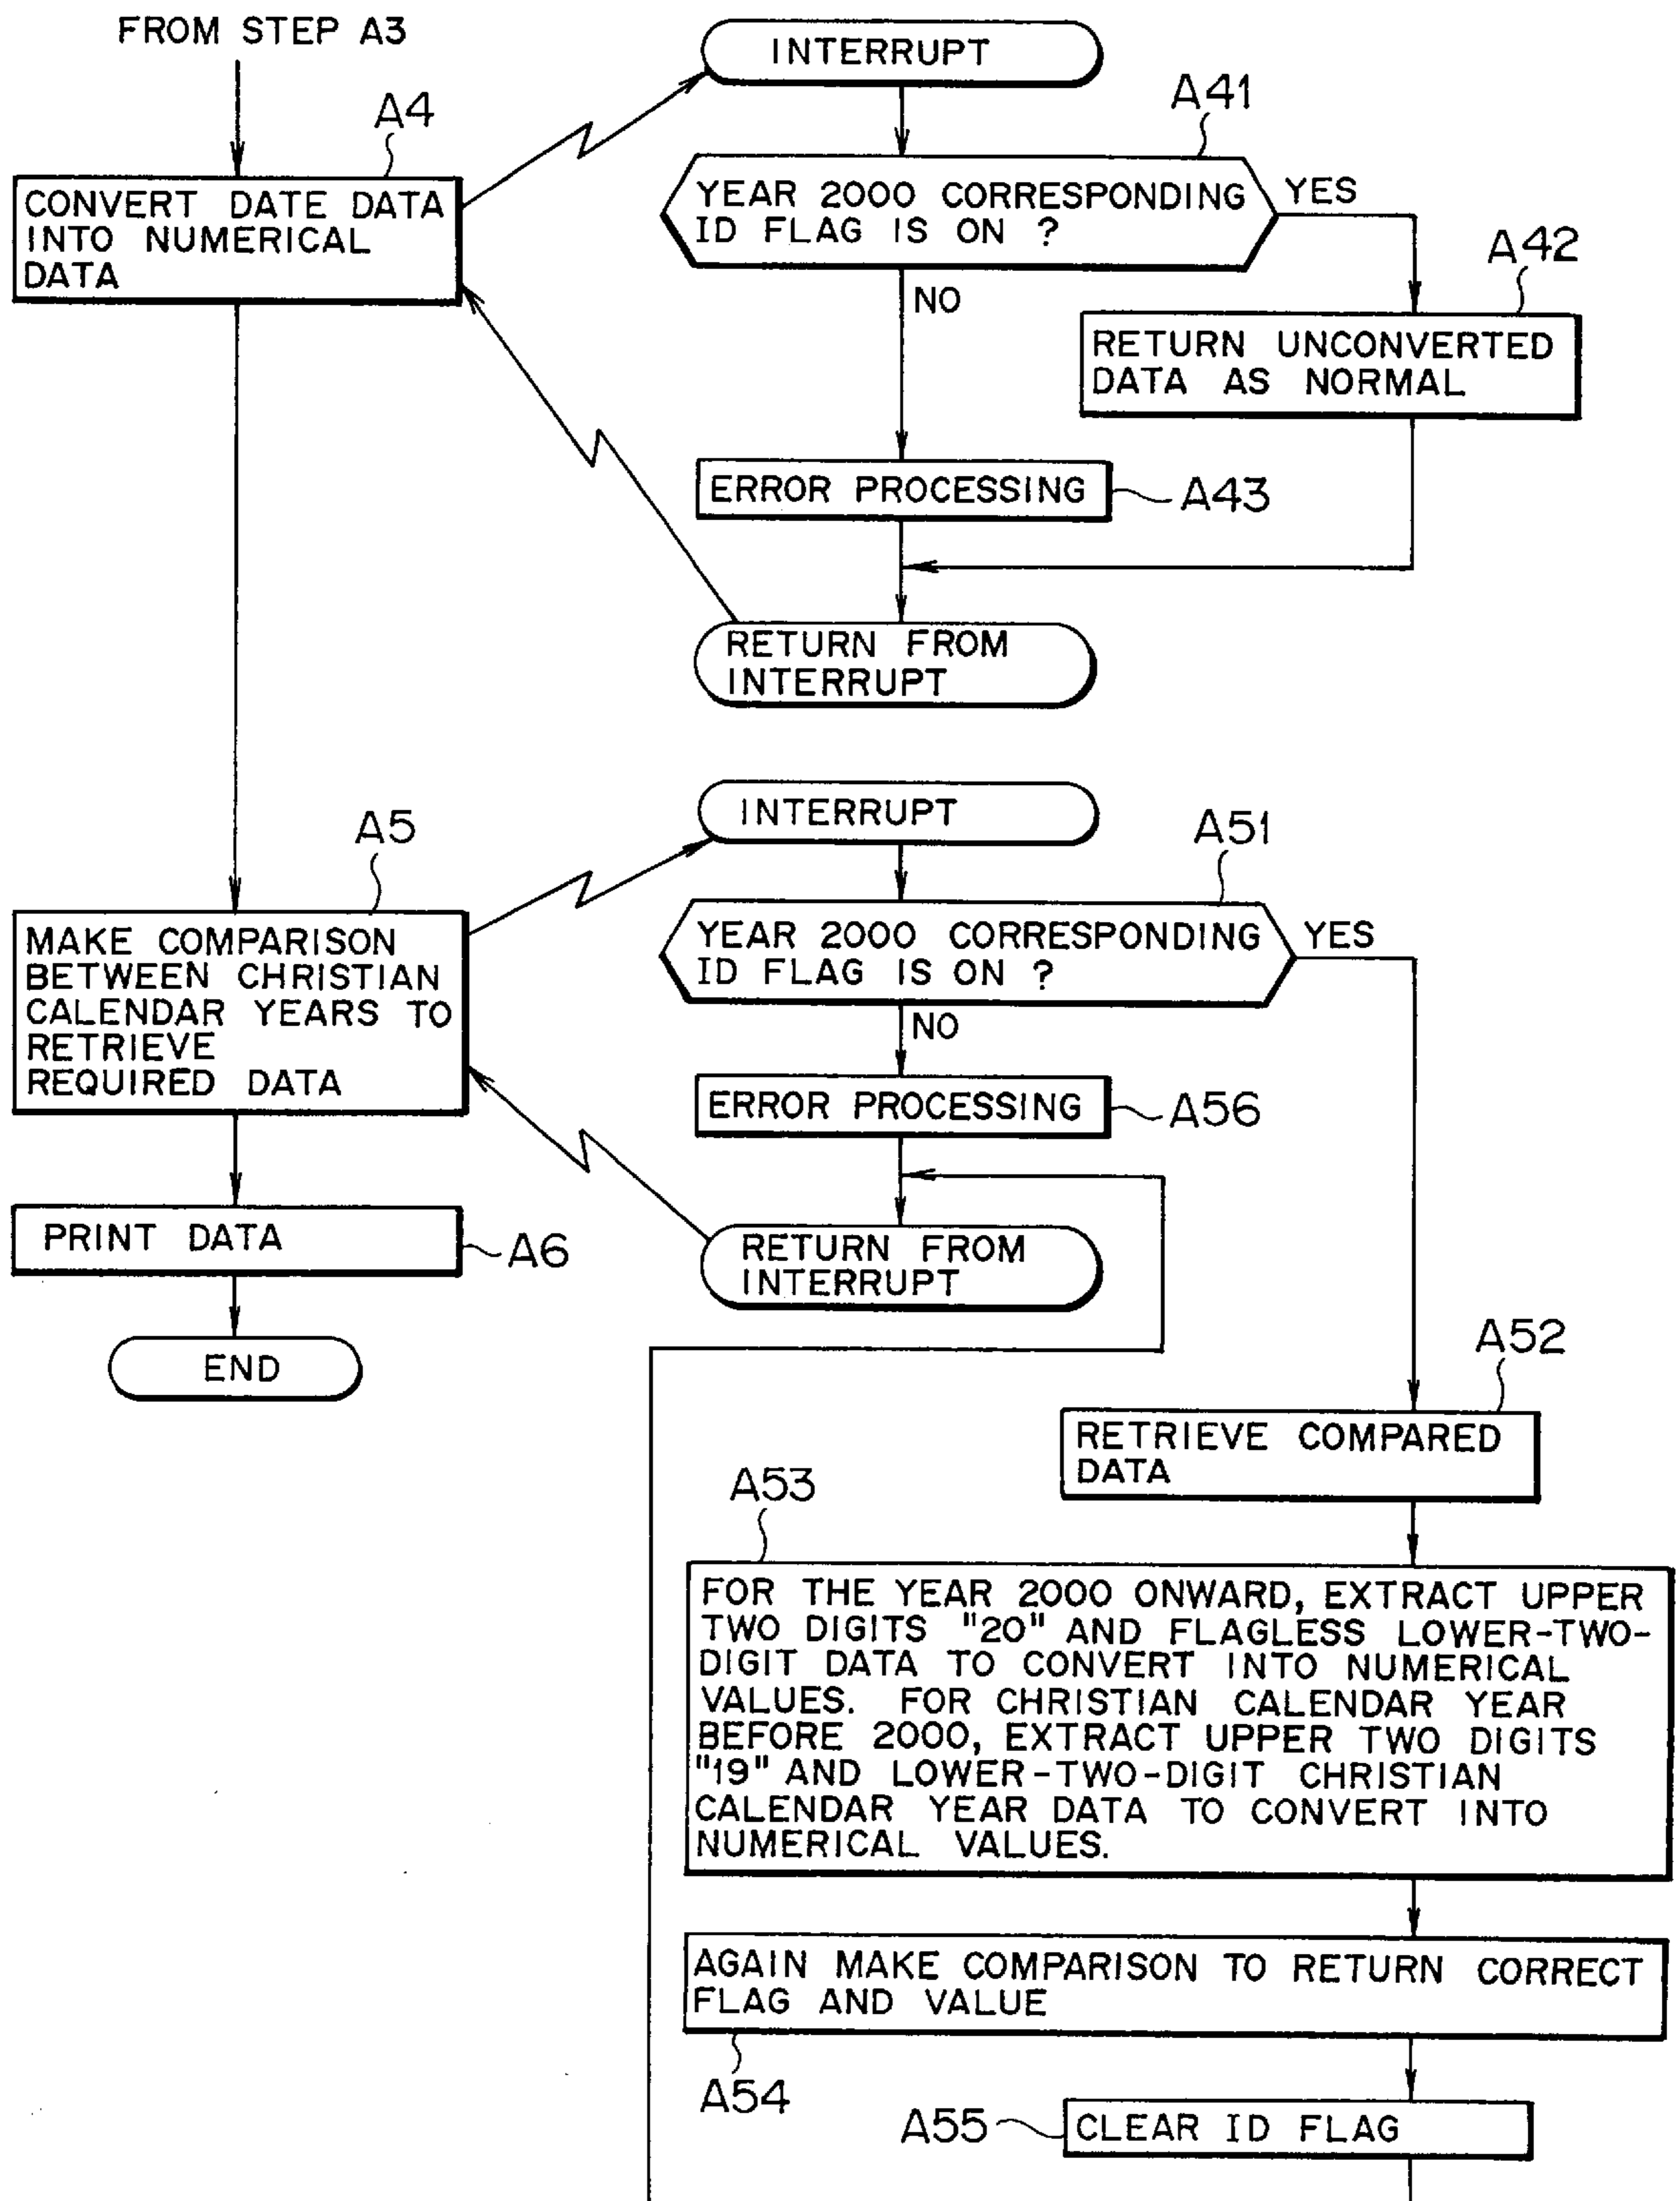 FROM STEP A3
A4
CONVERT DATE DATA
INTO NUMERICAL
DATA
INTERRUPT
A41
YEAR 2000 CORRESPONDING
ID FLAG IS ON ?
YES
NO
A42
RETURN UNCONVERTED
DATA AS NORMAL
ERROR PROCESSING
A43
RETURN FROM
INTERRUPT
A5
MAKE COMPARISON
BETWEEN CHRISTIAN
CALENDAR YEARS TO
RETRIEVE
REQUIRED DATA
INTERRUPT
A51
YEAR 2000 CORRESPONDING
ID FLAG IS ON ?
YES
NO
ERROR PROCESSING
A56
RETURN FROM
INTERRUPT
PRINT DATA
A6
END
A52
RETRIEVE COMPARED
DATA
A53
FOR THE YEAR 2000 ONWARD, EXTRACT UPPER
TWO DIGITS "20" AND FLAGLESS LOWER-TWO-
DIGIT DATA TO CONVERT INTO NUMERICAL
VALUES. FOR CHRISTIAN CALENDAR YEAR
BEFORE 2000, EXTRACT UPPER TWO DIGITS
"19" AND LOWER-TWO-DIGIT CHRISTIAN
CALENDAR YEAR DATA TO CONVERT INTO
NUMERICAL VALUES.
AGAIN MAKE COMPARISON TO RETURN CORRECT
FLAG AND VALUE
A54
A55
CLEAR ID FLAG